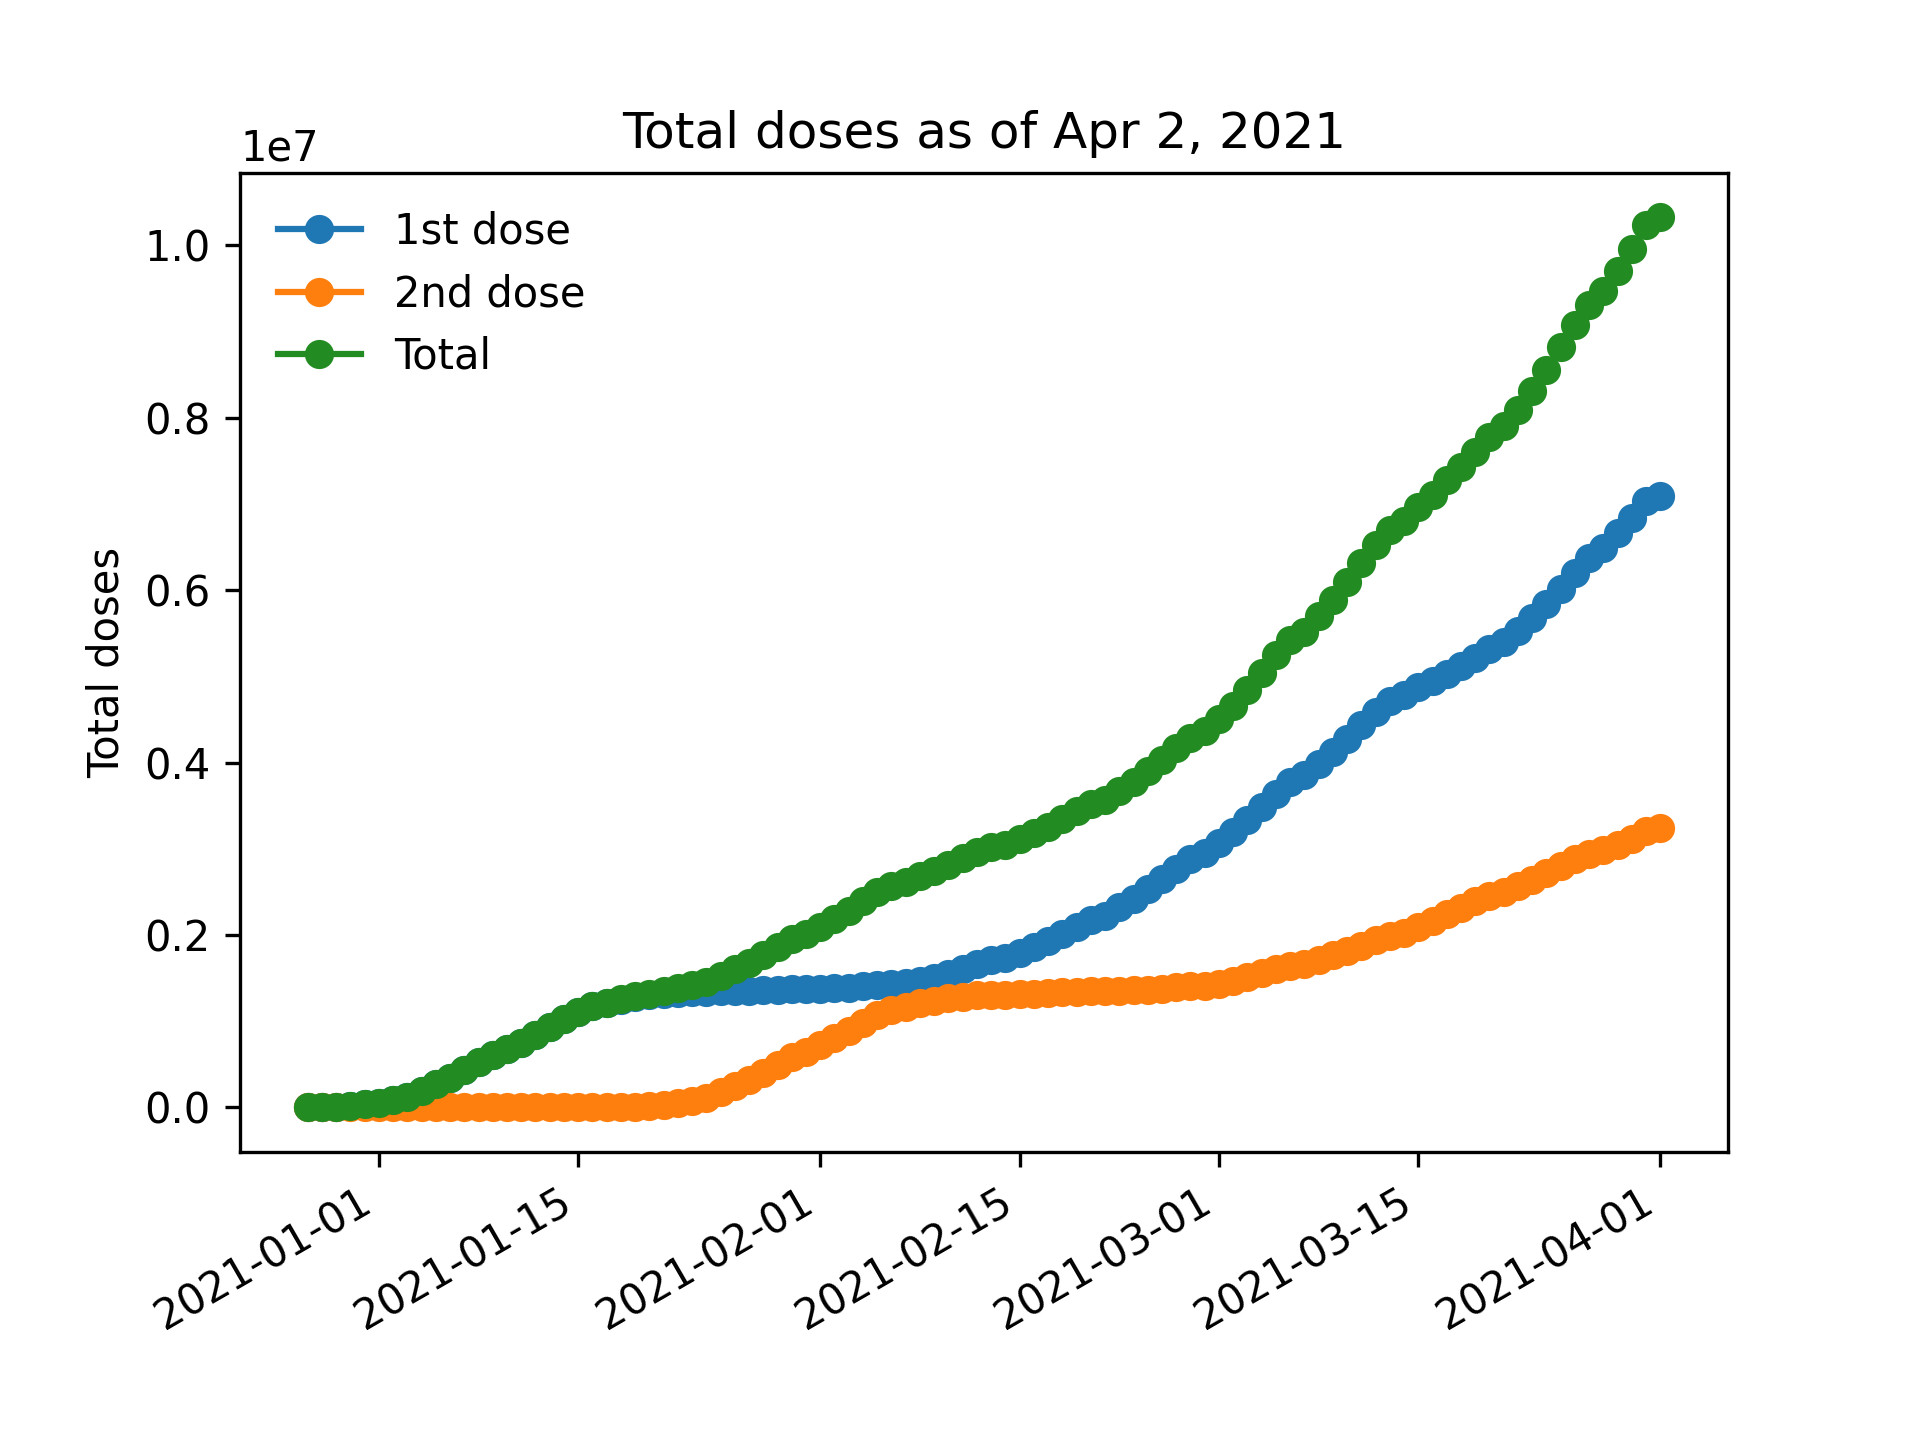 Total doses as of Apr 2, 2021
1e7
1st dose
2nd dose
Total
1.0
0.8
0.6
0.4
0.2
0.0
Total doses
2021-01-01
2021-01-15
2021-02-01
2021-02-15
2021-03-01
2021-03-15
2021-04-01